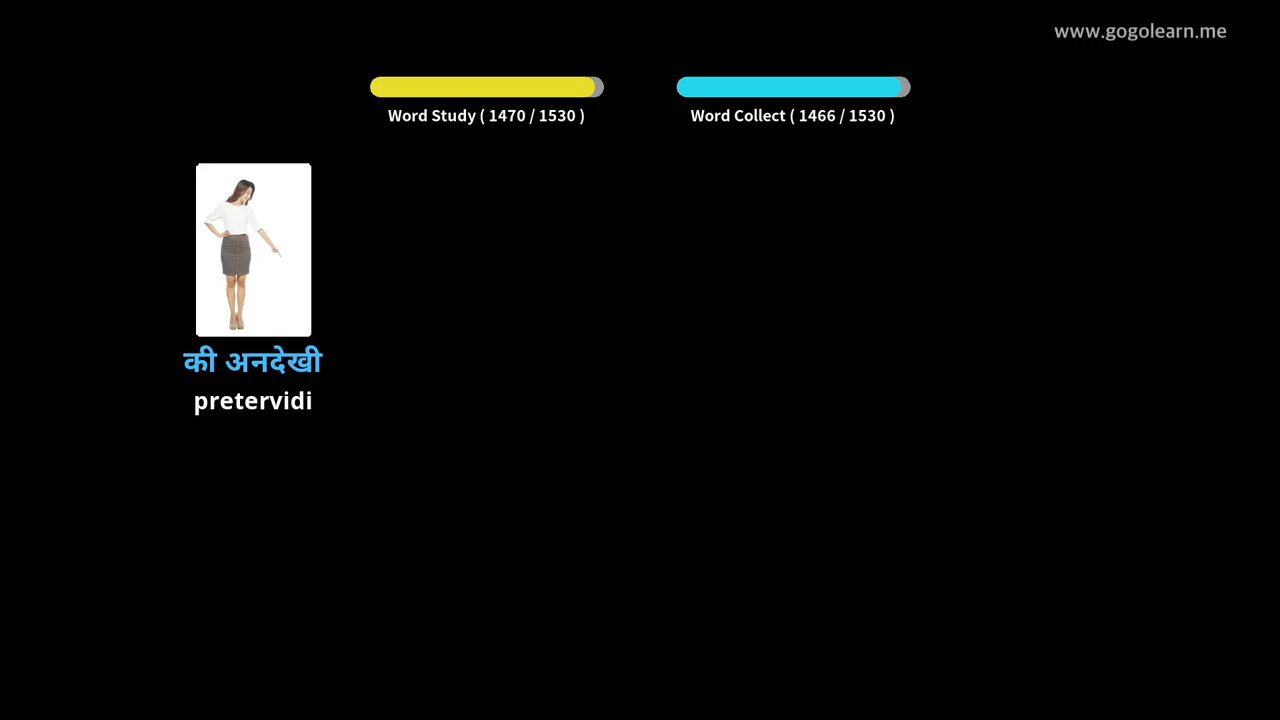 www.gogolearn.me
Word Study ( 1470 / 1530 )
Word Collect ( 1466 / 1530 )
की अनदेखी
pretervidi